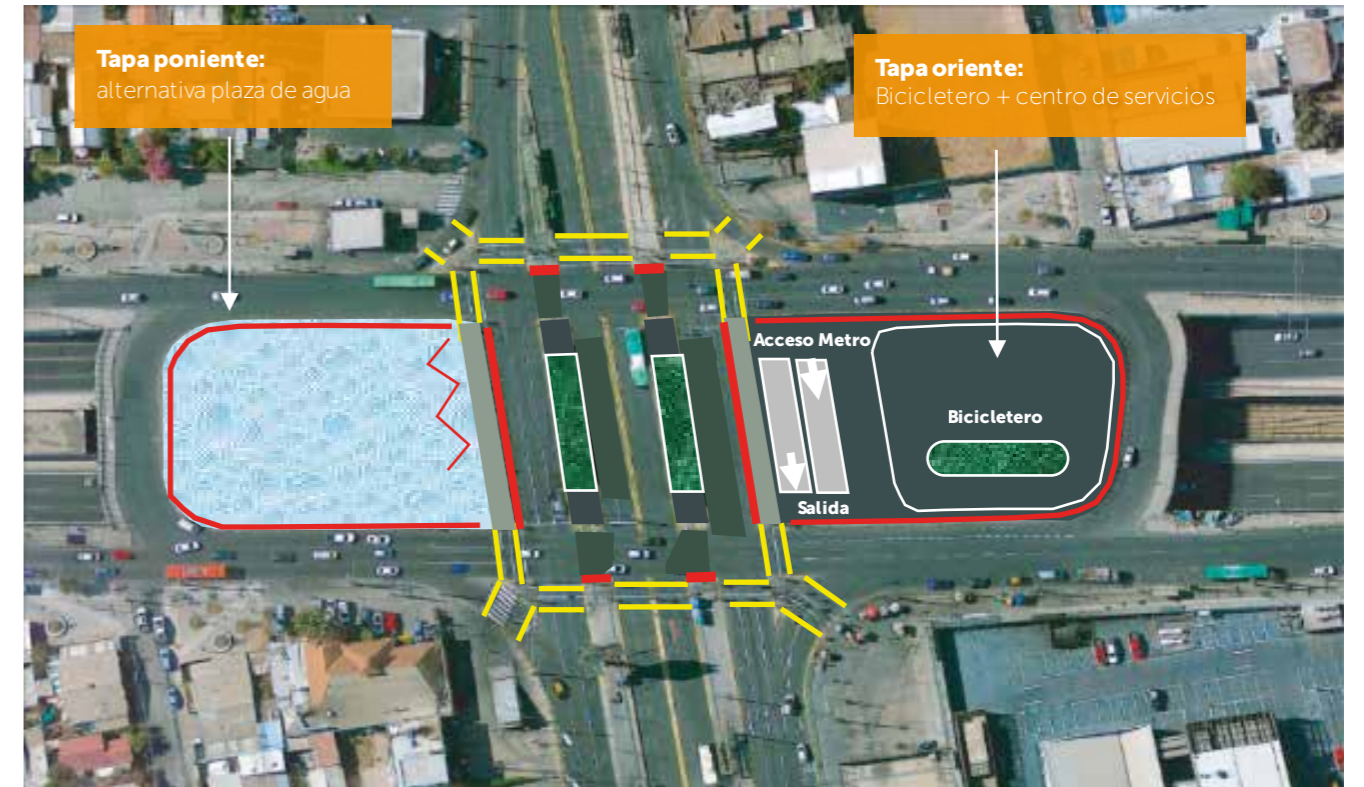 Tapa poniente:
alternativa plaza de agua
Tapa oriente:
Bicicletero + centro de servicios
Acceso Metro
Bicicletero
Salida